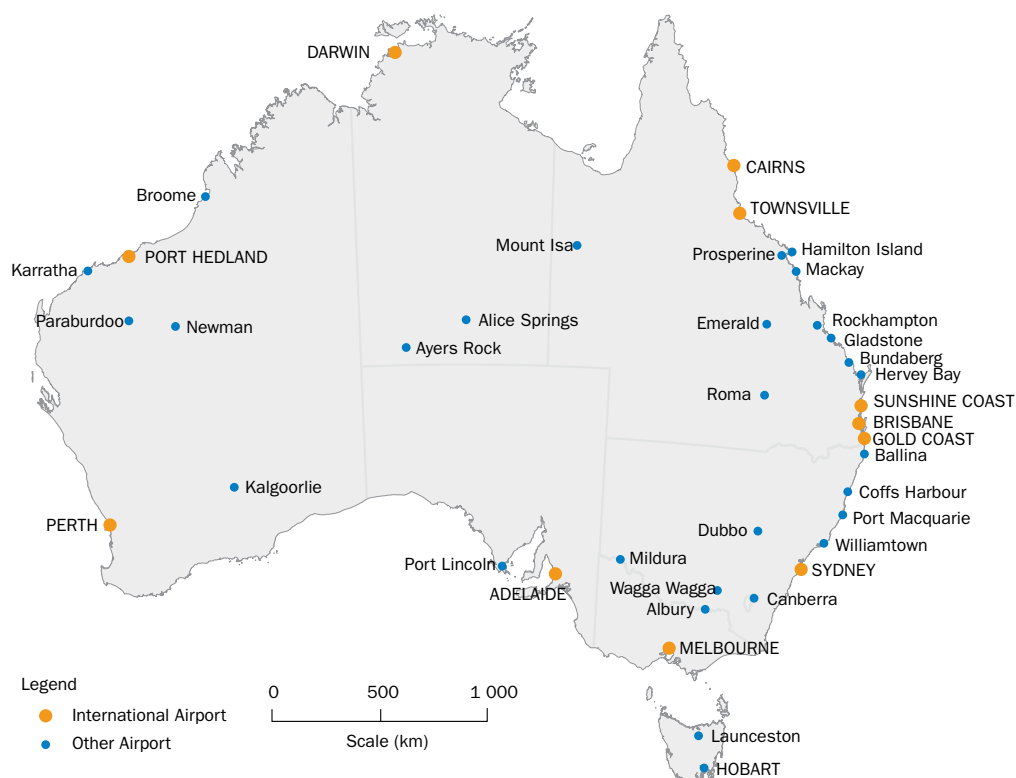 DARWIN
CAIRNS
Broome
TOWNSVILLE
Mount Isa
Hamilton Island
Prosperine
PORT HEDLAND
Karratha
Mackay
Paraburdoo
Newman
Alice Springs
Emerald
Rockhampton
Gladstone
Ayers Rock
Bundaberg
Hervey Bay
Roma
SUNSHINE COAST
BRISBANE
GOLD COAST
Ballina
Kalgoorlie
Coffs Harbour
PERTH
Port Macquarie
Dubbo
Williamtown
Port Lincoln
Mildura
SYDNEY
ADELAIDE
Wagga Wagga
Canberra
Albury
MELBOURNE
Legend
International Airport
Other Airport
0 500 1 000
Scale (km)
Launceston
HOBART